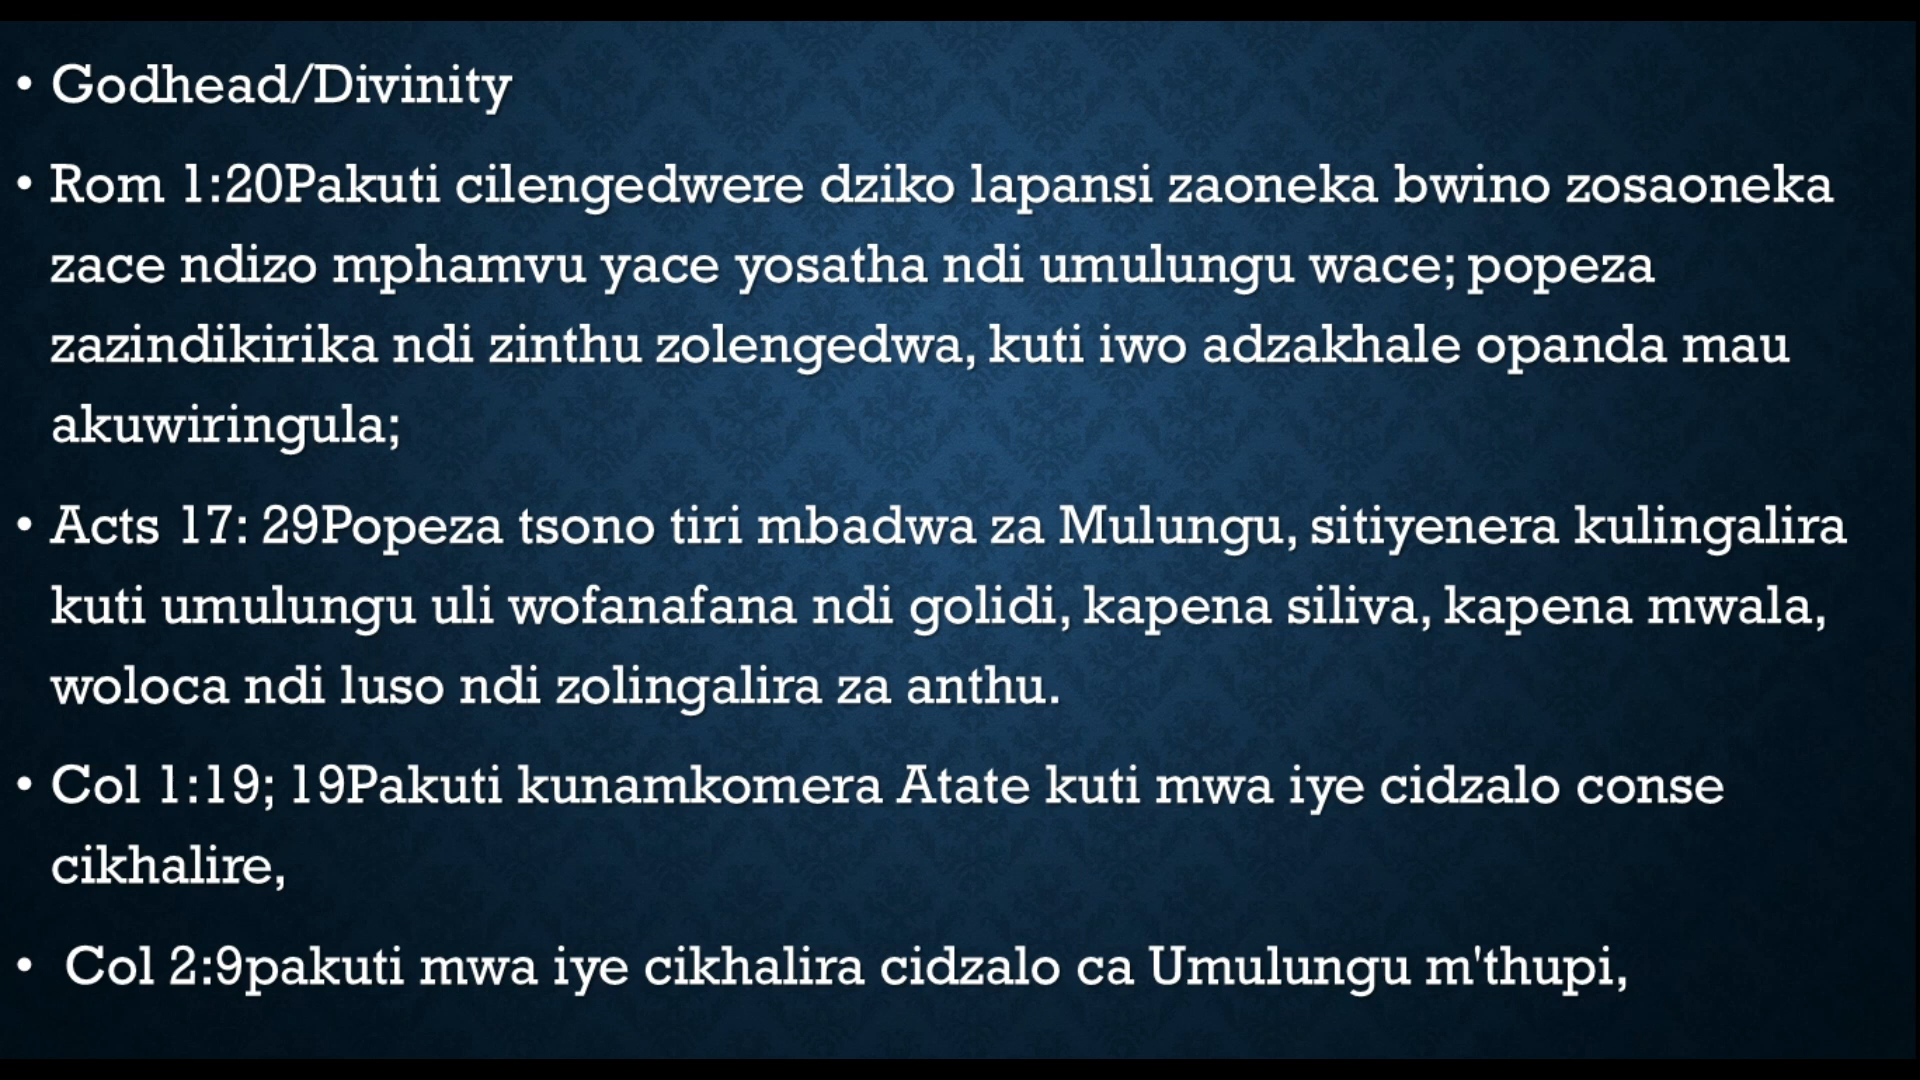 • Godhead/Divinity
• Rom 1:20Pakuti cilengedwere dziko lapansi zaoneka bwino zosaoneka
zace ndizo mphamvu yace yosatha ndi umulungu wace; popeza
zazindikirika ndi zinthu zolengedwa, kuti iwo adzakhale opanda mau
akuwiringula;
• Acts 17: 29Popeza tsono tiri mbadwa za Mulungu, sitiyenera kulingalira
kuti umulungu uli wofanafana ndi golidi, kapena siliva, kapena mwala,
woloca ndi luso ndi zolingalira za anthu.
• Col 1:19; 19Pakuti kunamkomera Atate kuti mwa iye cidzalo conse
cikhalire,
• Col 2:9pakuti mwa iye cikhalira cidzalo ca Umulungu m'thupi,